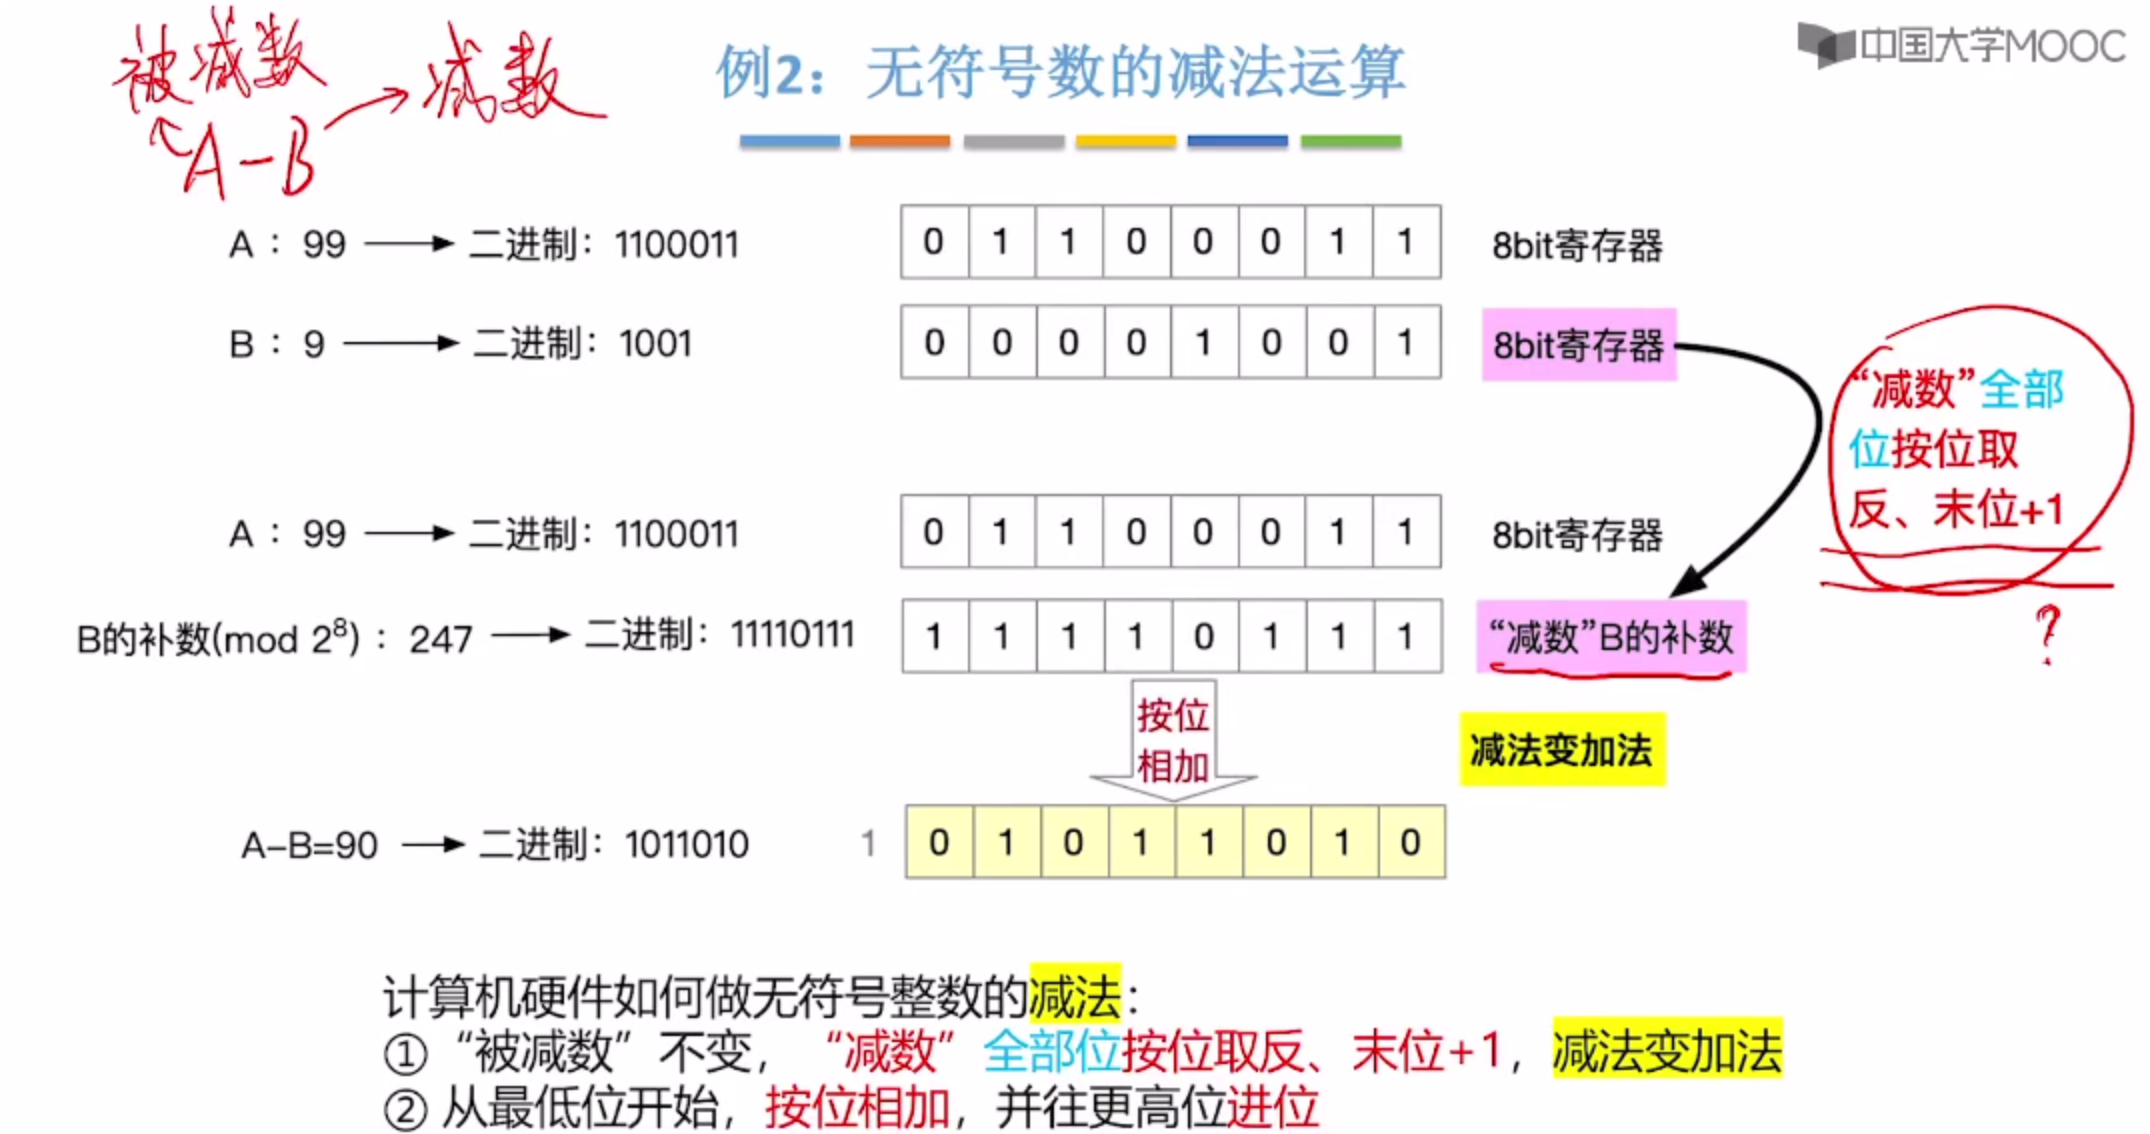 中国大学MOOC
被减数
A-B → 减数
例2：无符号数的减法运算
A：99 → 二进制：1100011 0 1 1 0 0 0 1 1 8bit寄存器
B：9 → 二进制：1001 0 0 0 0 1 0 0 1 8bit寄存器
“减数”全部
位按位取
反、末位+1
?
A：99 → 二进制：1100011 0 1 1 0 0 0 1 1 8bit寄存器
B的补数(mod 2⁸)：247 → 二进制：11110111 1 1 1 1 0 1 1 1 “减数”B的补数
按位
相加
减法变加法
A-B=90 → 二进制：1011010 1 0 1 0 1 1 0 1 0
计算机硬件如何做无符号整数的减法：
①“被减数”不变，“减数”全部位按位取反、末位+1，减法变加法
②从最低位开始，按位相加，并往更高位进位